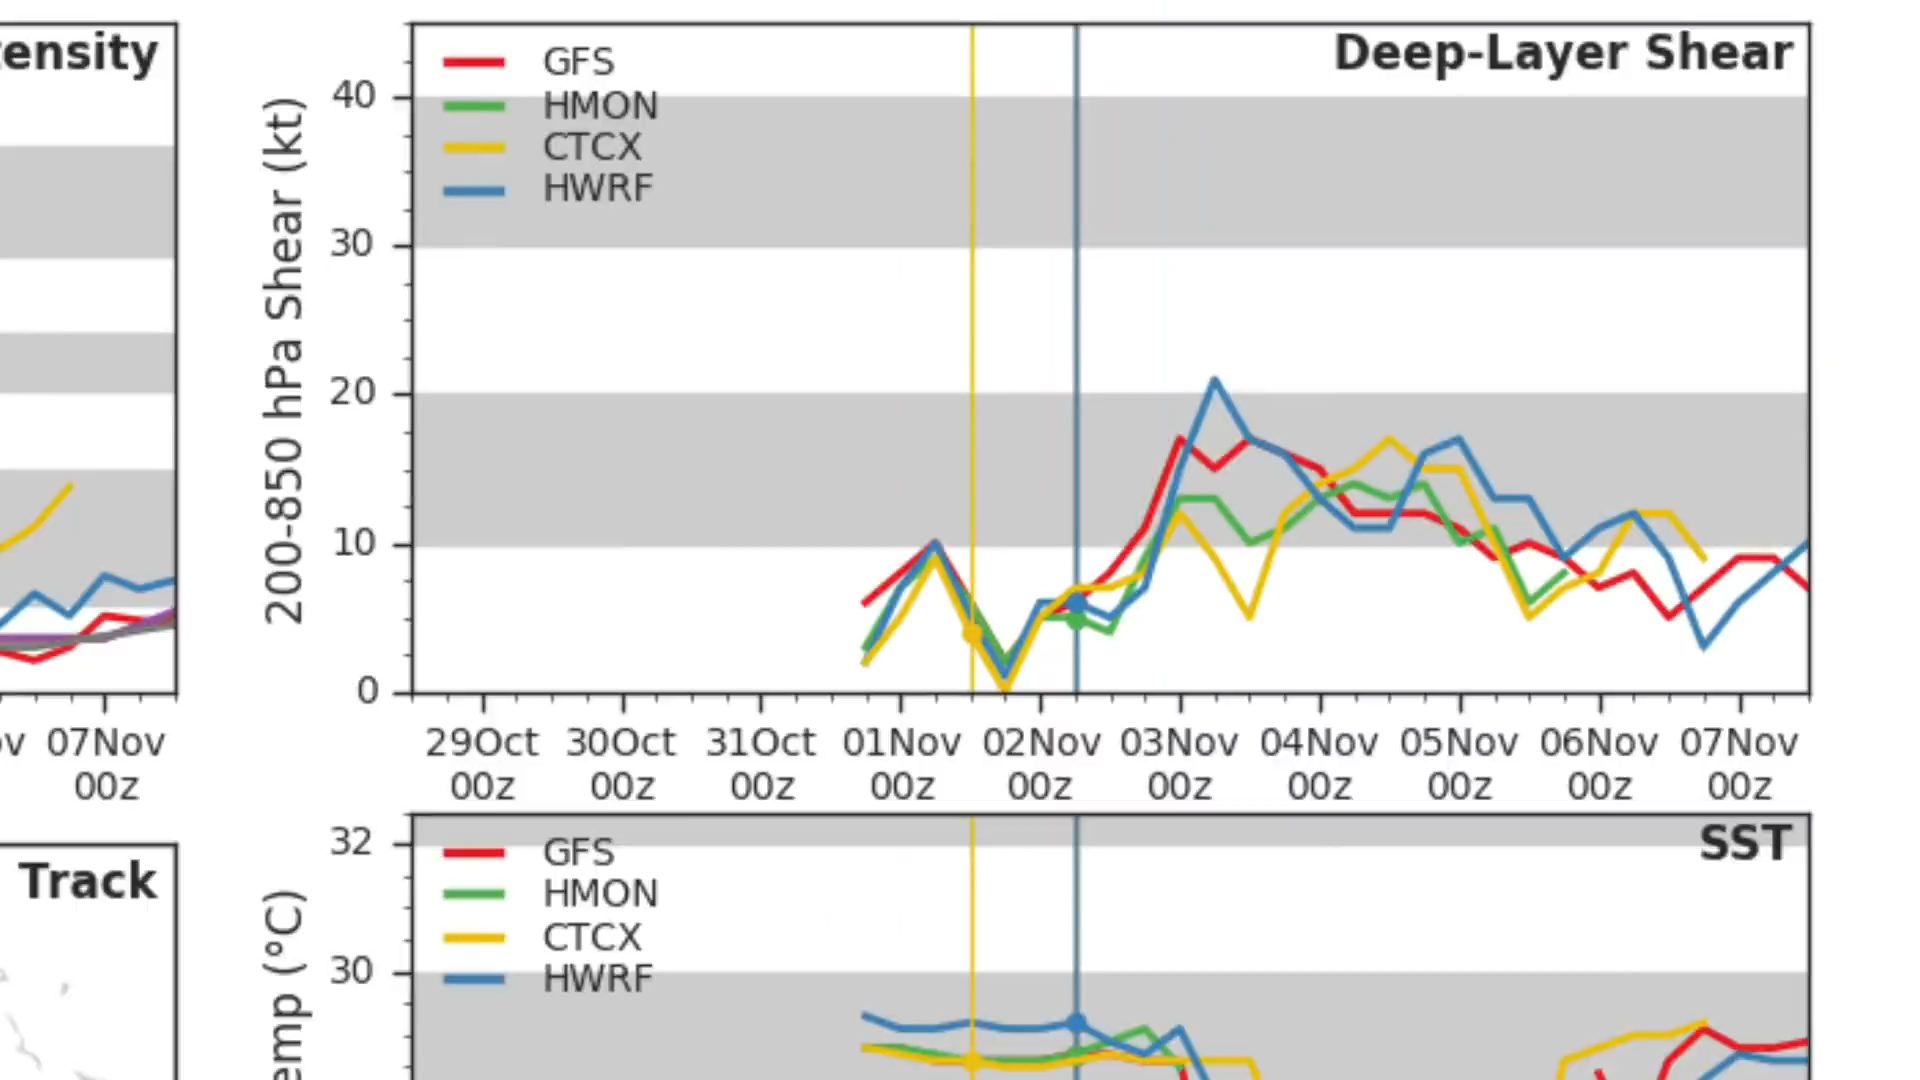 tensity
Deep-Layer Shear
GFS
HMON
CTCX
HWRF
200-850 hPa Shear (kt)
40
30
20
10
0
29Oct 30Oct 31Oct 01Nov 02Nov 03Nov 04Nov 05Nov 06Nov 07Nov
00z 00z 00z 00z 00z 00z 00z 00z 00z 00z
v 07Nov
00z
Track
SST
GFS
HMON
CTCX
HWRF
emp (°C)
32
30